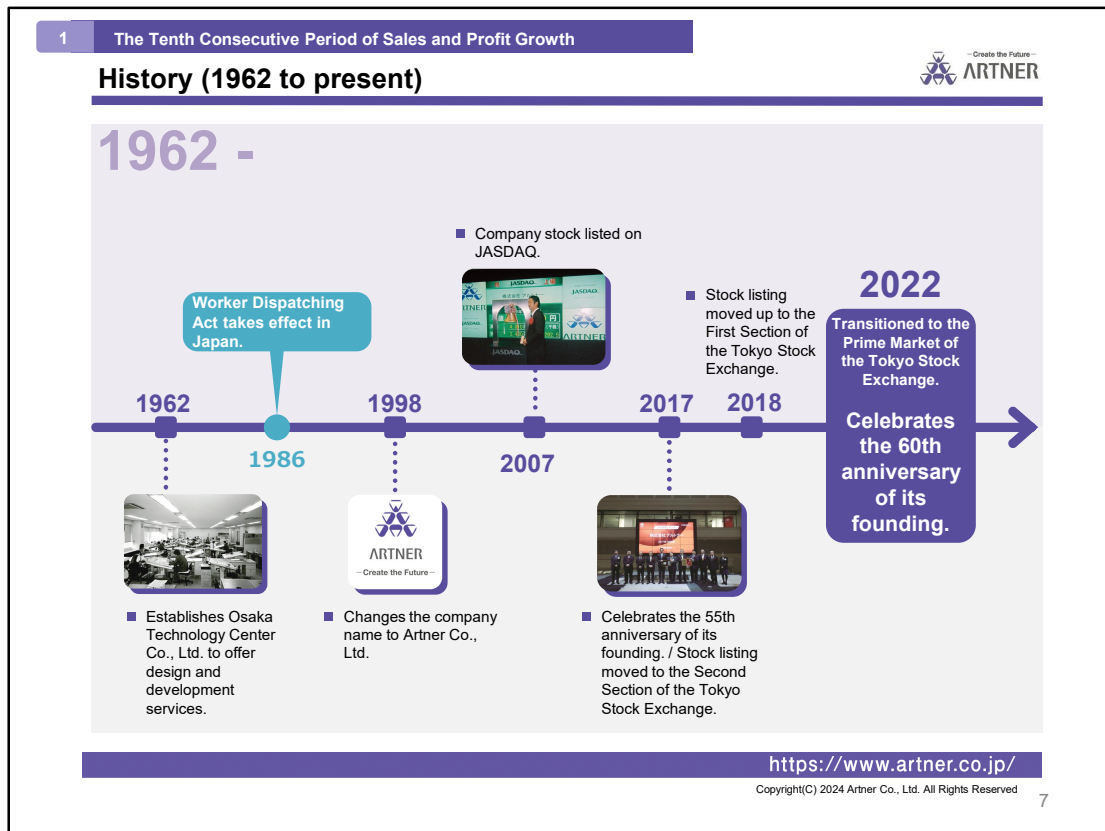 1
The Tenth Consecutive Period of Sales and Profit Growth
History (1962 to present)
－Create the Future－
ARTNER
1962 -
■ Company stock listed on
JASDAQ.
JASDAQ
JASDAQ
ARTNER
JASDAQ
Worker Dispatching
Act takes effect in
Japan.
■ Stock listing
moved up to the
First Section of
the Tokyo Stock
Exchange.
2022
Transitioned to the
Prime Market of
the Tokyo Stock
Exchange.
Celebrates
the 60th
anniversary
of its
founding.
1962
1986
1998
2007
2017
2018
ARTNER
－Create the Future－
■ Establishes Osaka
Technology Center
Co., Ltd. to offer
design and
development
services.
■ Changes the company
name to Artner Co.,
Ltd.
■ Celebrates the 55th
anniversary of its
founding. / Stock listing
moved to the Second
Section of the Tokyo
Stock Exchange.
https://www.artner.co.jp/
Copyright(C) 2024 Artner Co., Ltd. All Rights Reserved
7